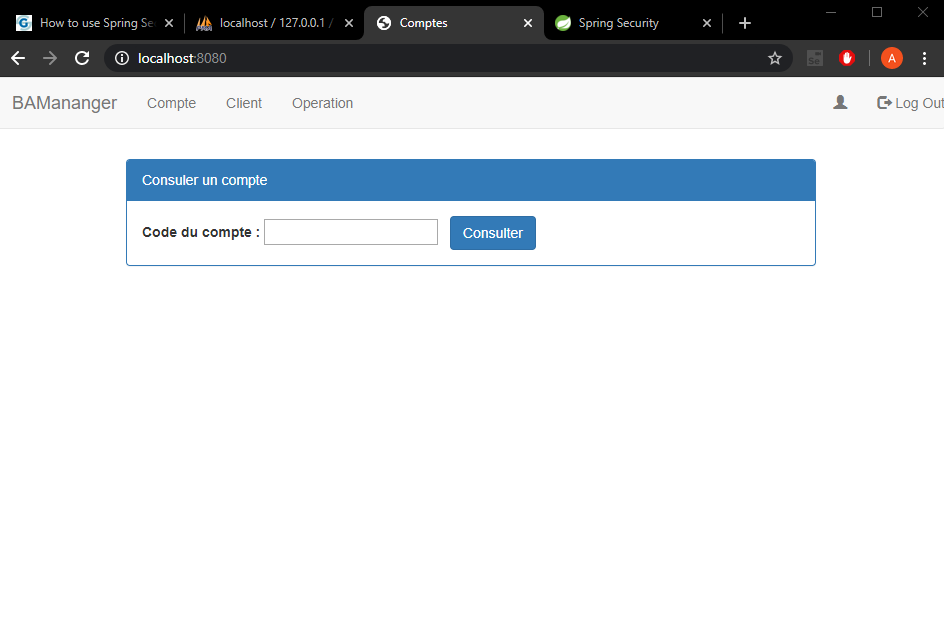 How to use Spring Se
localhost / 127.0.0.1 /
Comptes
Spring Security
localhost:8080
A
BAMananger
Compte
Client
Operation
Log Out
Consuler un compte
Code du compte :
Consulter